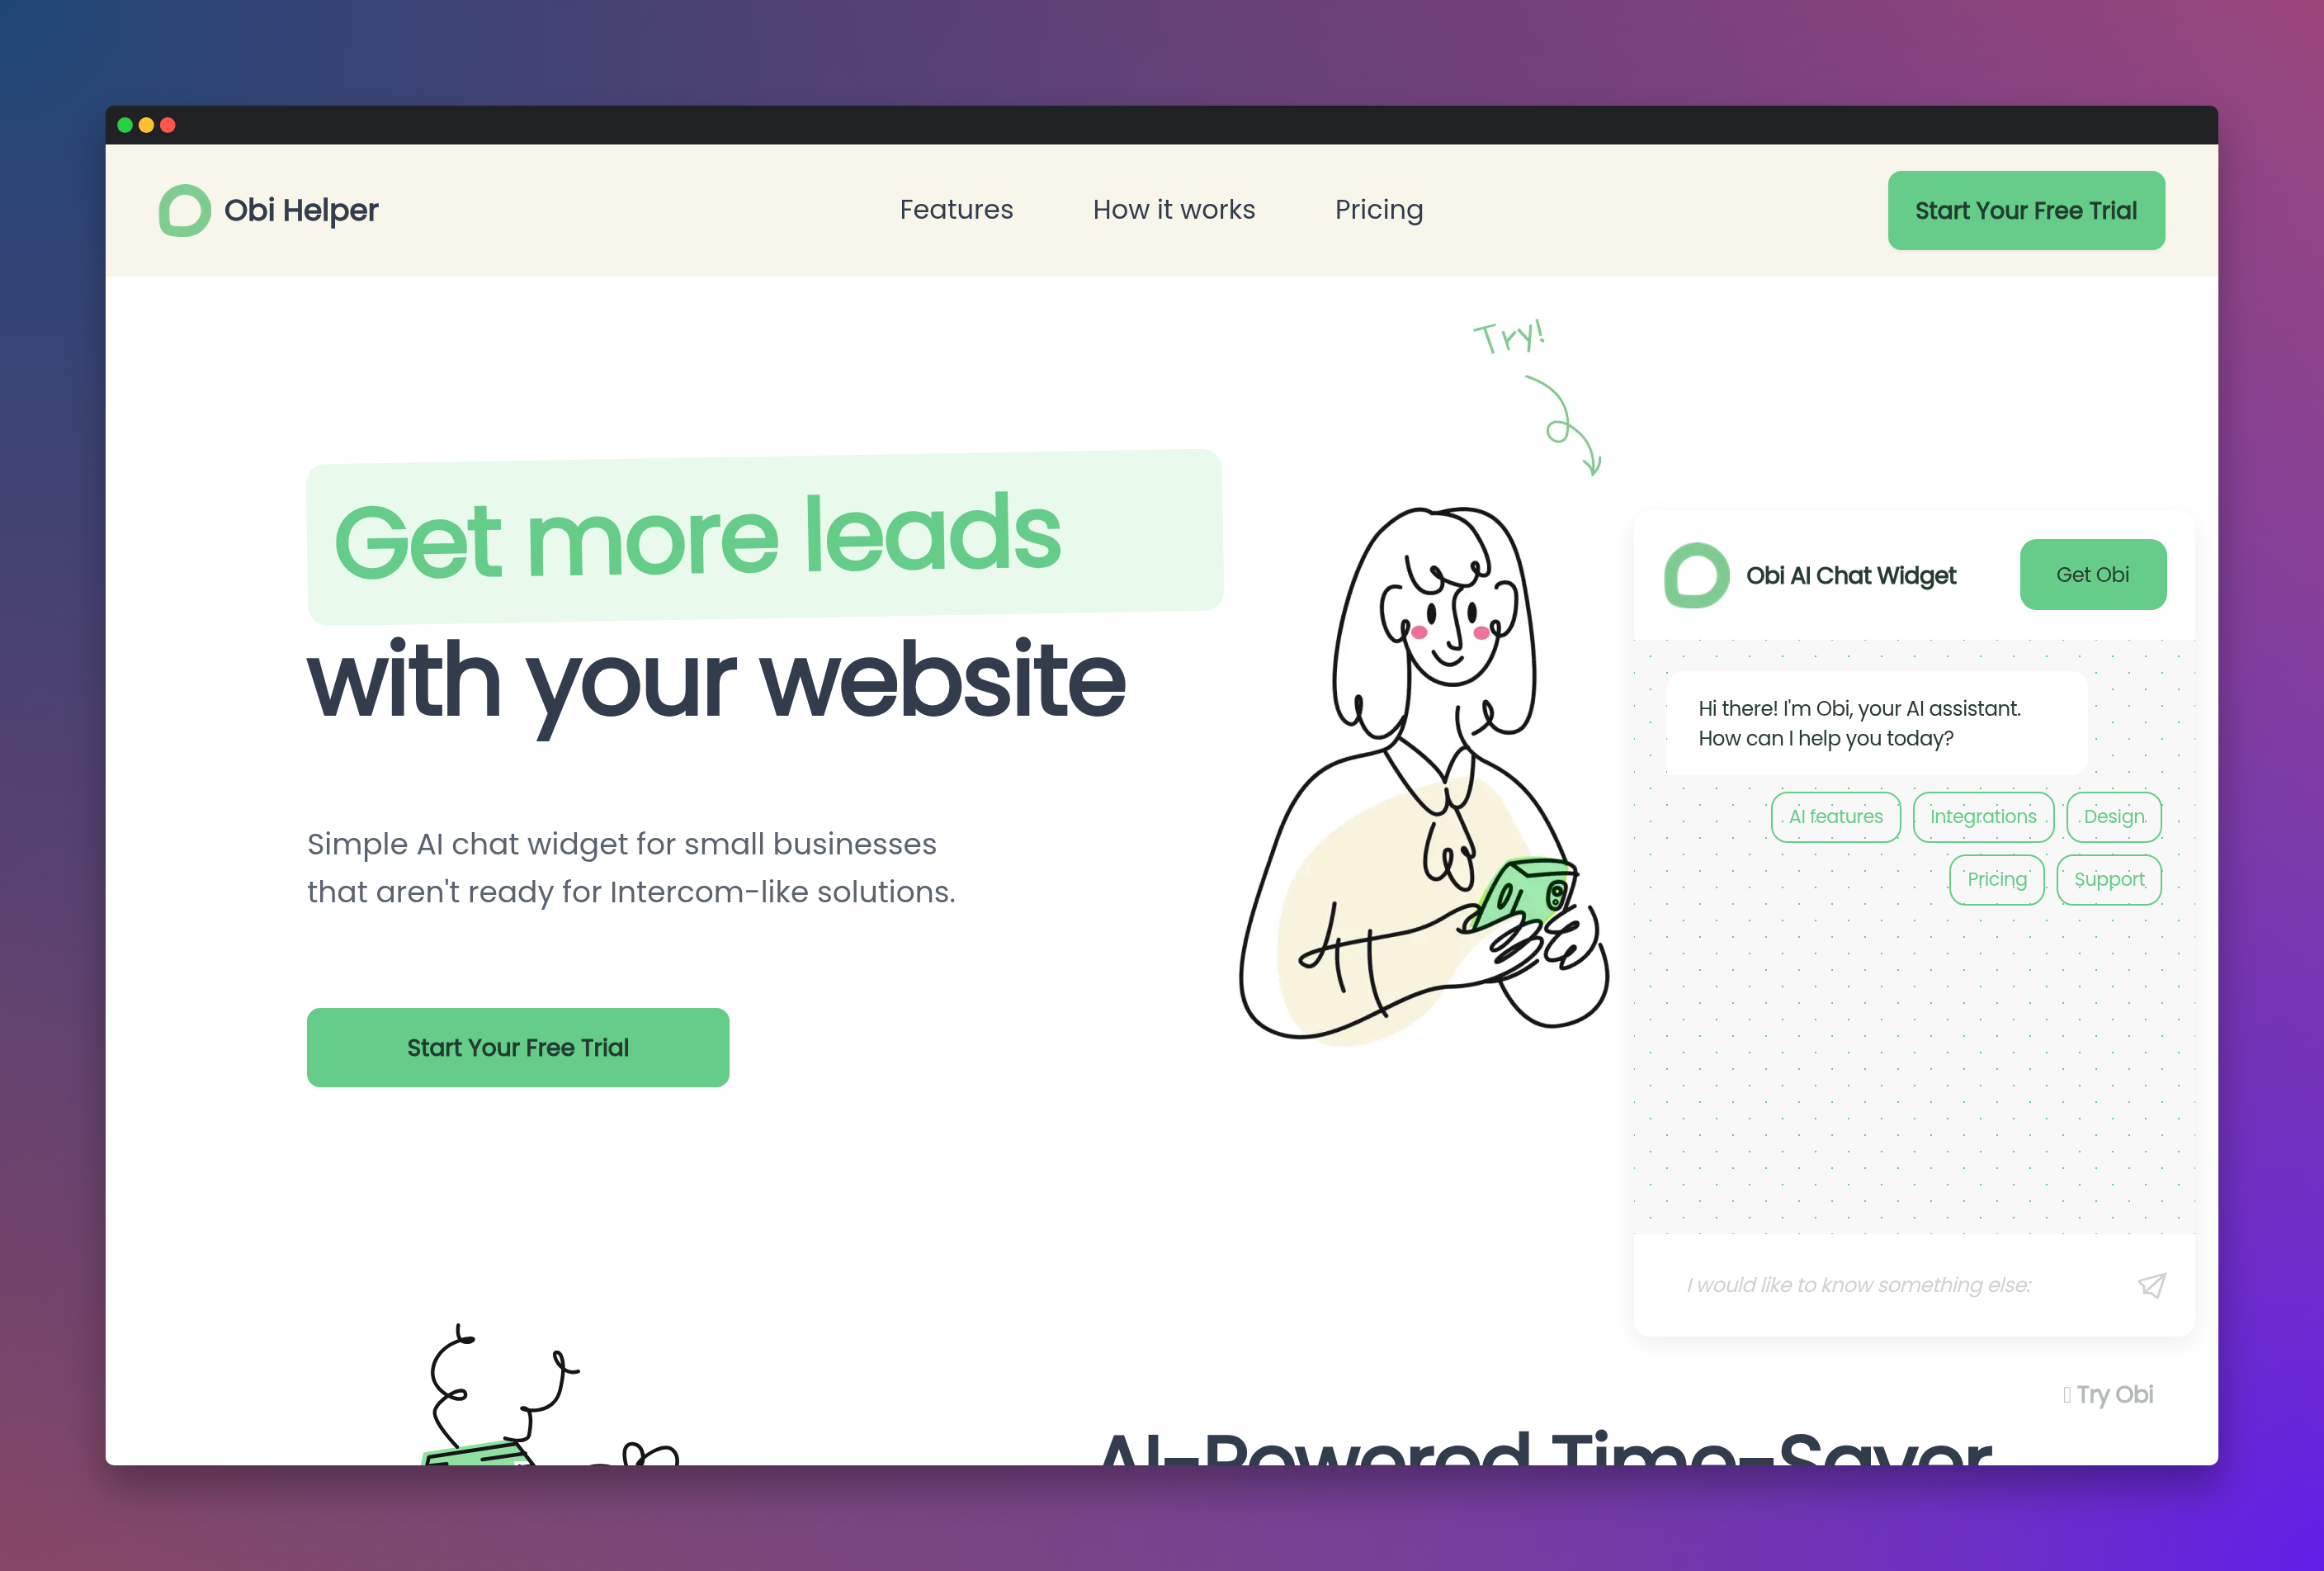 Obi Helper
Features
How it works
Pricing
Start Your Free Trial
Try!
Get more leads
with your website
Simple AI chat widget for small businesses
that aren't ready for Intercom-like solutions.
Start Your Free Trial
Obi AI Chat Widget
Get Obi
Hi there! I'm Obi, your AI assistant.
How can I help you today?
AI features
Integrations
Design
Pricing
Support
I would like to know something else:
Try Obi
AI-Powered Time-Saver